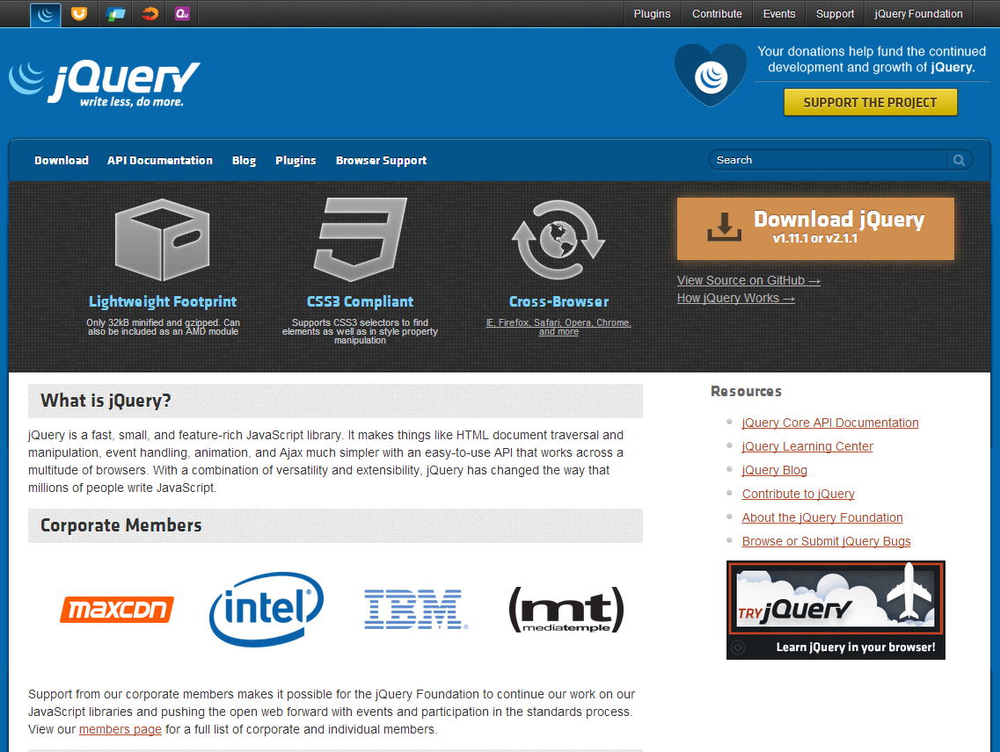 Qu
Plugins Contribute Events Support jQuery Foundation
jQuery
write less, do more.
Your donations help fund the continued
development and growth of jQuery.
SUPPORT THE PROJECT
Download API Documentation Blog Plugins Browser Support
Search
Lightweight Footprint
Only 32kB minified and gzipped. Can
also be included as an AMD module
CSS3 Compliant
Supports CSS3 selectors to find
elements as well as in style property
manipulation
Cross-Browser
IE, Firefox, Safari, Opera, Chrome,
and more
Download jQuery
v1.11.1 or v2.1.1
View Source on GitHub →
How jQuery Works →
What is jQuery?
jQuery is a fast, small, and feature-rich JavaScript library. It makes things like HTML document traversal and
manipulation, event handling, animation, and Ajax much simpler with an easy-to-use API that works across a
multitude of browsers. With a combination of versatility and extensibility, jQuery has changed the way that
millions of people write JavaScript.
Corporate Members
maxcdn
intel®
IBM®
(mt)
mediatemple
Support from our corporate members makes it possible for the jQuery Foundation to continue our work on our
JavaScript libraries and pushing the open web forward with events and participation in the standards process.
View our members page for a full list of corporate and individual members.
Resources
jQuery Core API Documentation
jQuery Learning Center
jQuery Blog
Contribute to jQuery
About the jQuery Foundation
Browse or Submit jQuery Bugs
TRY jQuery
Learn jQuery in your browser!